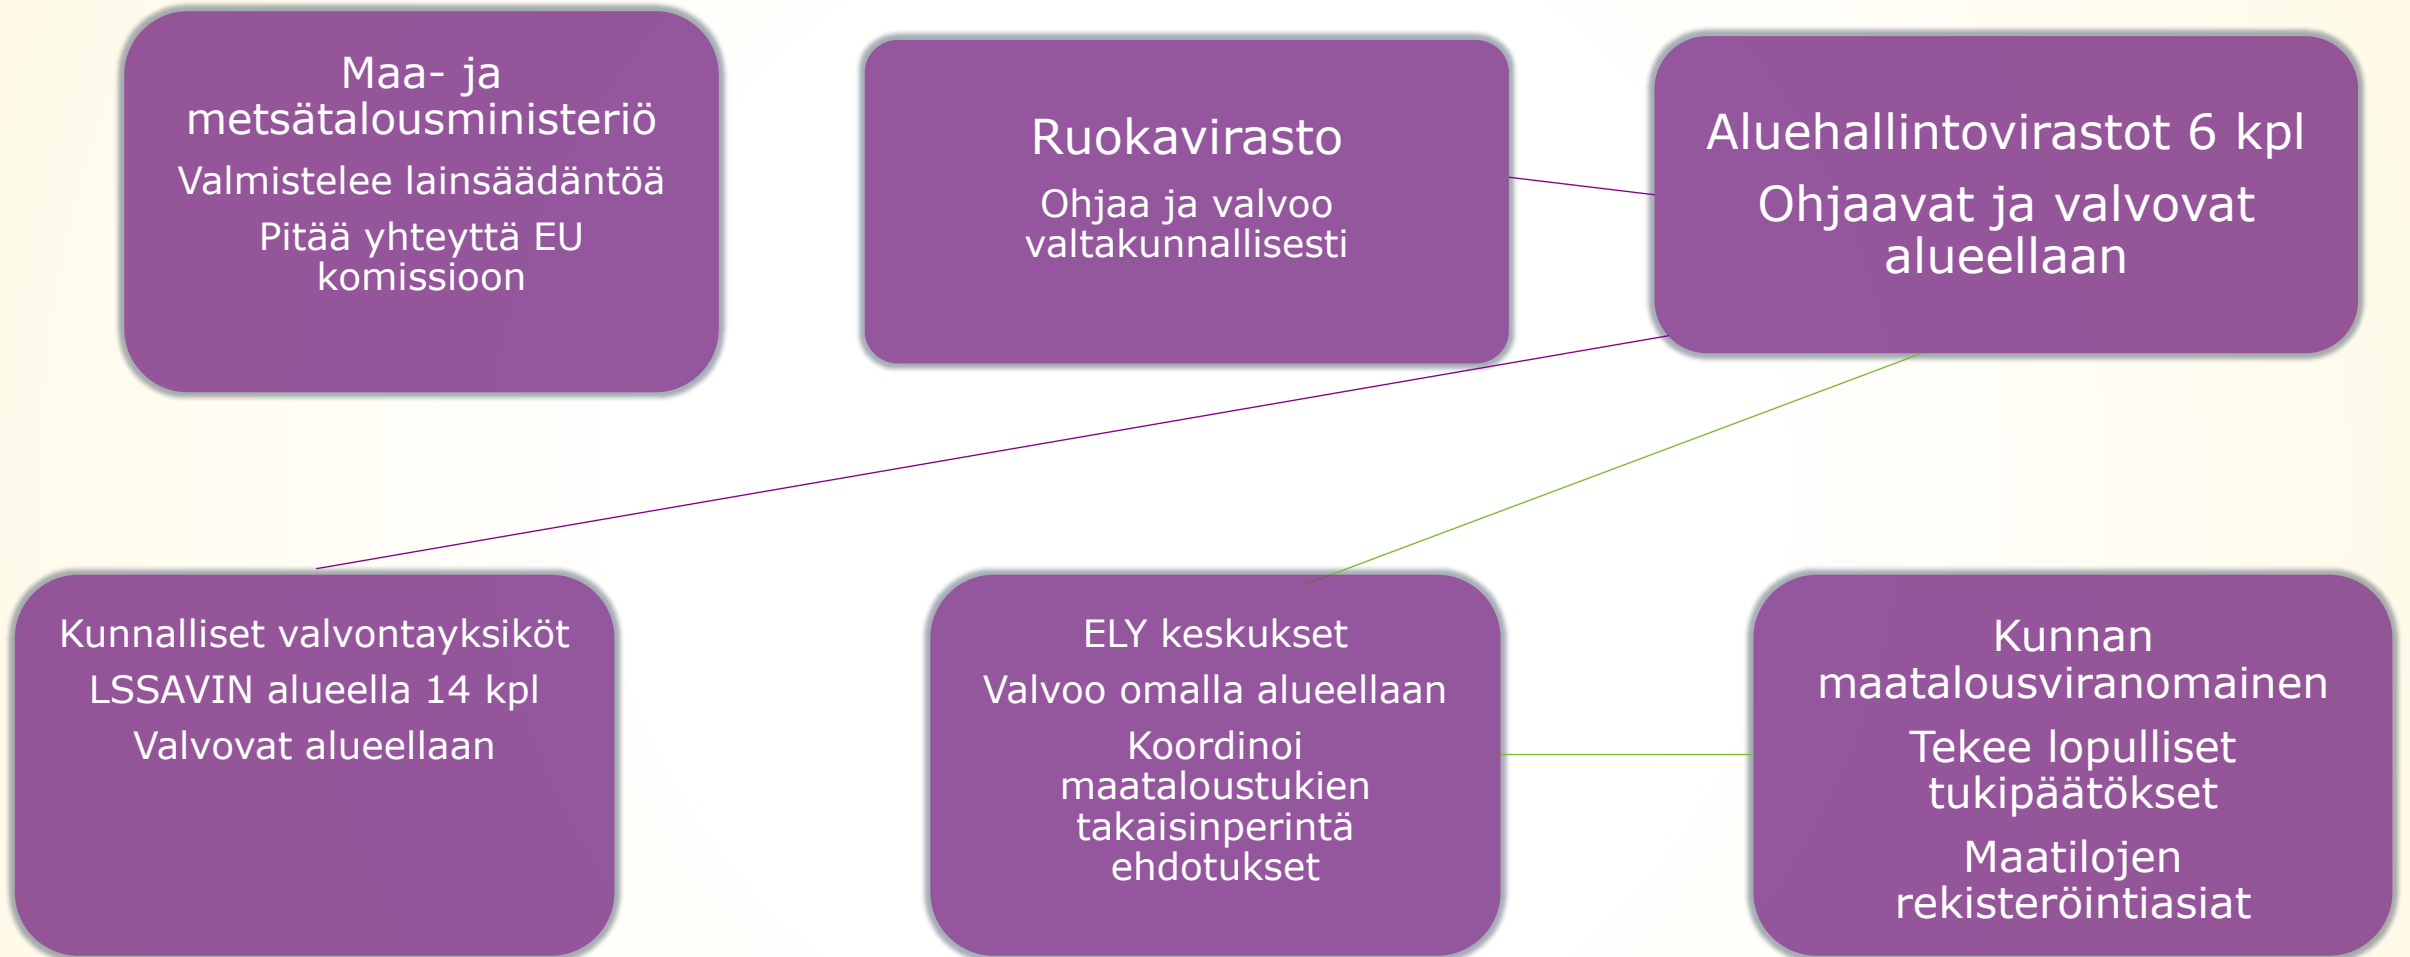 Maa- ja
metsätalousministeriö
Valmistelee lainsäädäntöä
Pitää yhteyttä EU
komissioon
Ruokavirasto
Ohjaa ja valvoo
valtakunnallisesti
Aluehallintovirastot 6 kpl
Ohjaavat ja valvovat
alueellaan
Kunnalliset valvontayksiköt
LSSAVIN alueella 14 kpl
Valvovat alueellaan
ELY keskukset
Valvoo omalla alueellaan
Koordinoi
maataloustukien
takaisinperintä
ehdotukset
Kunnan
maatalousviranomainen
Tekee lopulliset
tukipäätökset
Maatilojen
rekisteröintiasiat